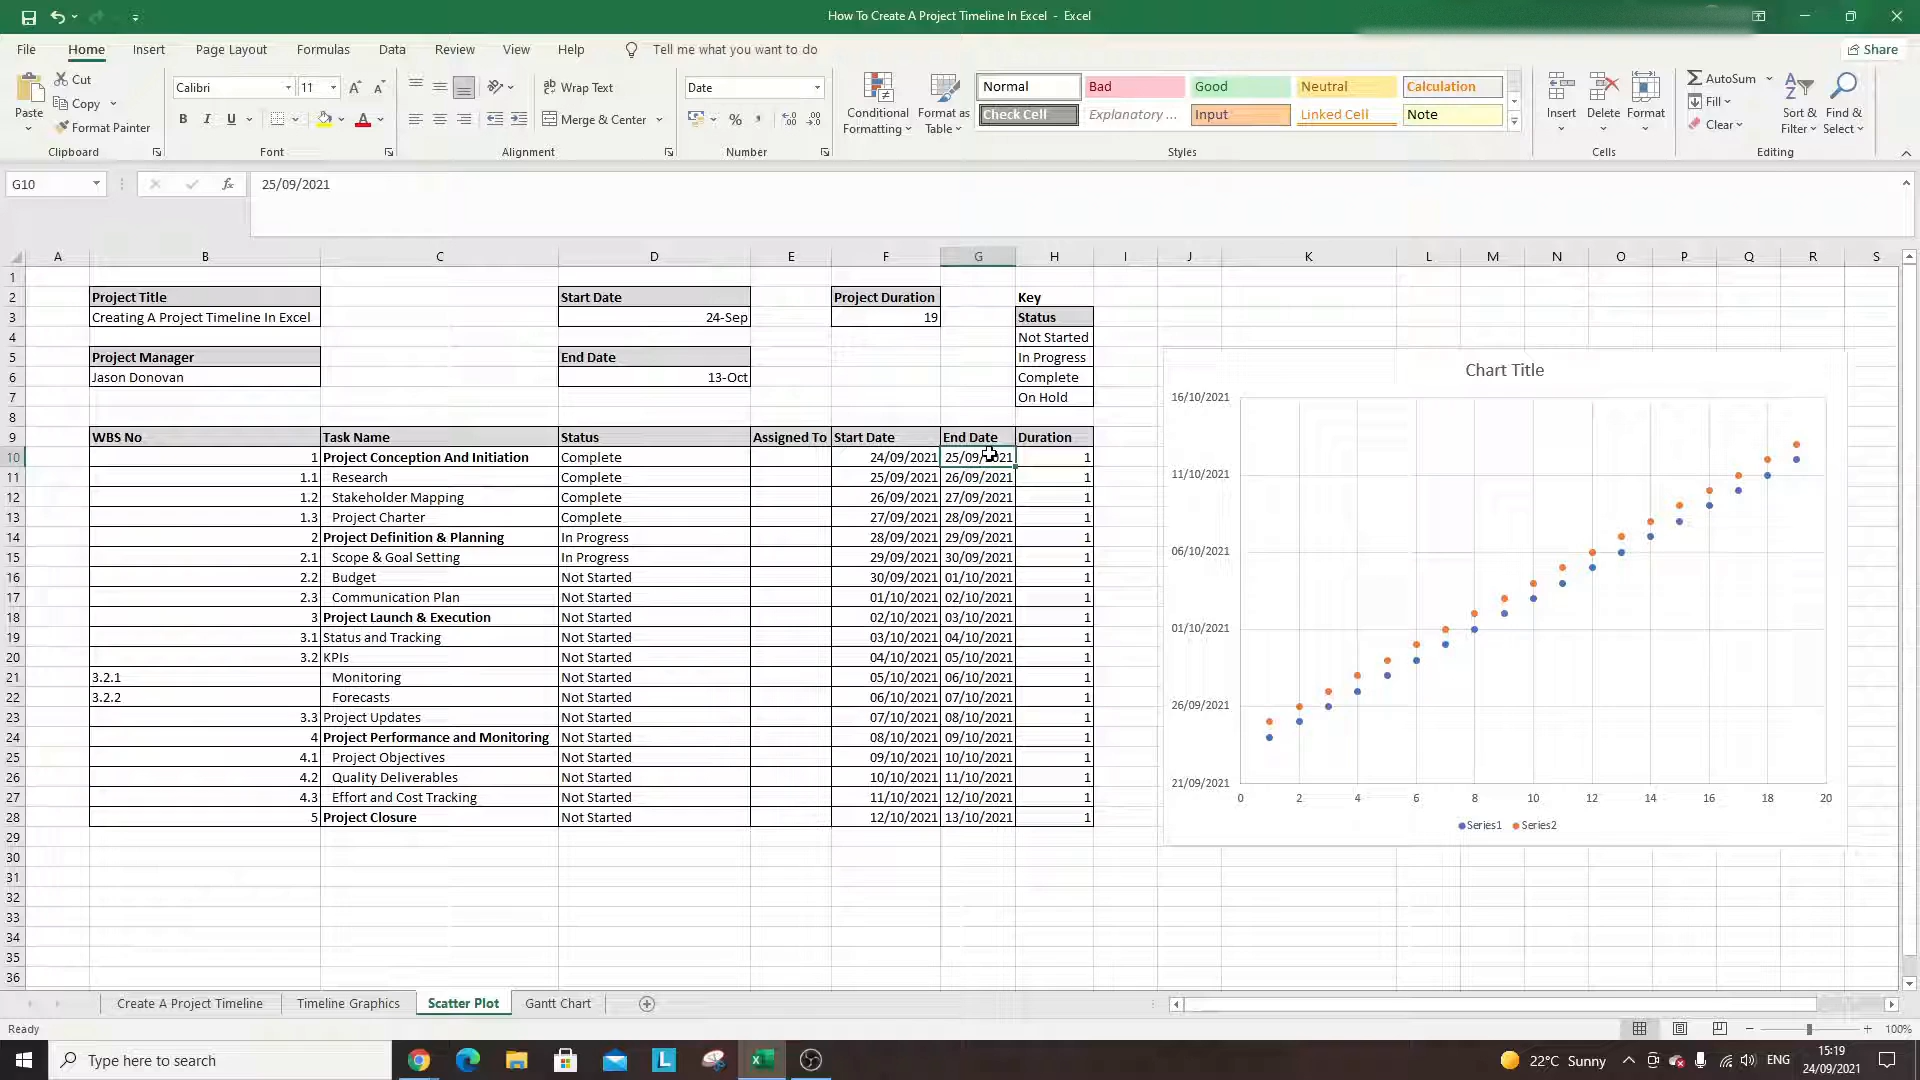 How To Create A Project Timeline In Excel - Excel
File Home Insert Page Layout Formulas Data Review View Help Tell me what you want to do Share
Cut
Copy
Format Painter
Paste
Clipboard
Calibri 11
B I U
Font
Wrap Text
Merge & Center
Alignment
Date
Number
Conditional Formatting
Format as Table
Normal Bad Good Neutral Calculation
Check Cell Explanatory ... Input Linked Cell Note
Styles
Insert Delete Format
Cells
AutoSum
Fill
Clear
Sort & Filter
Find & Select
Editing
G10 fx 25/09/2021
A B C D E F G H I J K L M N O P Q R S
1
2 Project Title Start Date Project Duration Key
3 Creating A Project Timeline In Excel 24-Sep 19 Status
4 Not Started
5 Project Manager End Date In Progress
6 Jason Donovan 13-Oct Complete
7 On Hold
8
9 WBS No Task Name Status Assigned To Start Date End Date Duration
10 1 Project Conception And Initiation Complete 24/09/2021 25/09/2021 1
11 1.1 Research Complete 25/09/2021 26/09/2021 1
12 1.2 Stakeholder Mapping Complete 26/09/2021 27/09/2021 1
13 1.3 Project Charter Complete 27/09/2021 28/09/2021 1
14 2 Project Definition & Planning In Progress 28/09/2021 29/09/2021 1
15 2.1 Scope & Goal Setting In Progress 29/09/2021 30/09/2021 1
16 2.2 Budget Not Started 30/09/2021 01/10/2021 1
17 2.3 Communication Plan Not Started 01/10/2021 02/10/2021 1
18 3 Project Launch & Execution Not Started 02/10/2021 03/10/2021 1
19 3.1 Status and Tracking Not Started 03/10/2021 04/10/2021 1
20 3.2 KPIs Not Started 04/10/2021 05/10/2021 1
21 3.2.1 Monitoring Not Started 05/10/2021 06/10/2021 1
22 3.2.2 Forecasts Not Started 06/10/2021 07/10/2021 1
23 3.3 Project Updates Not Started 07/10/2021 08/10/2021 1
24 4 Project Performance and Monitoring Not Started 08/10/2021 09/10/2021 1
25 4.1 Project Objectives Not Started 09/10/2021 10/10/2021 1
26 4.2 Quality Deliverables Not Started 10/10/2021 11/10/2021 1
27 4.3 Effort and Cost Tracking Not Started 11/10/2021 12/10/2021 1
28 5 Project Closure Not Started 12/10/2021 13/10/2021 1
29
30
31
32
33
34
35
36
Chart Title
16/10/2021
11/10/2021
06/10/2021
01/10/2021
26/09/2021
21/09/2021
0 2 4 6 8 10 12 14 16 18 20
Series1 Series2
Create A Project Timeline Timeline Graphics Scatter Plot Gantt Chart
Ready 100%
Type here to search
L
22°C Sunny ENG
15:19
24/09/2021